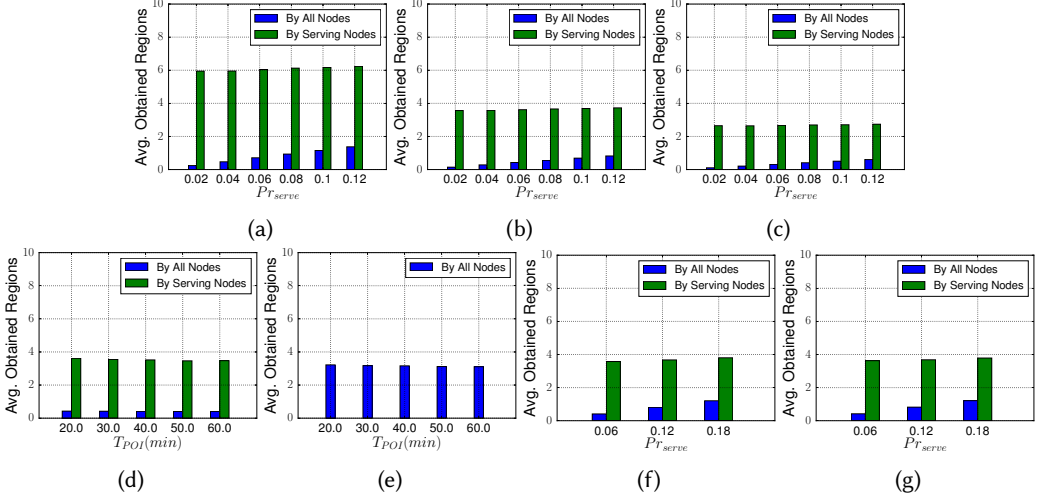 Avg. Obtained Regions
10
8
6
4
2
0
By All Nodes
By Serving Nodes
0.02 0.04 0.06 0.08 0.1 0.12
Pr_serve
(a)
Avg. Obtained Regions
10
8
6
4
2
0
By All Nodes
By Serving Nodes
0.02 0.04 0.06 0.08 0.1 0.12
Pr_serve
(b)
Avg. Obtained Regions
10
8
6
4
2
0
By All Nodes
By Serving Nodes
0.02 0.04 0.06 0.08 0.1 0.12
Pr_serve
(c)
Avg. Obtained Regions
10
8
6
4
2
0
By All Nodes
By Serving Nodes
20.0 30.0 40.0 50.0 60.0
T_POI(min)
(d)
Avg. Obtained Regions
10
8
6
4
2
0
By All Nodes
20.0 30.0 40.0 50.0 60.0
T_POI(min)
(e)
Avg. Obtained Regions
10
8
6
4
2
0
By All Nodes
By Serving Nodes
0.06 0.12 0.18
Pr_serve
(f)
Avg. Obtained Regions
10
8
6
4
2
0
By All Nodes
By Serving Nodes
0.06 0.12 0.18
Pr_serve
(g)